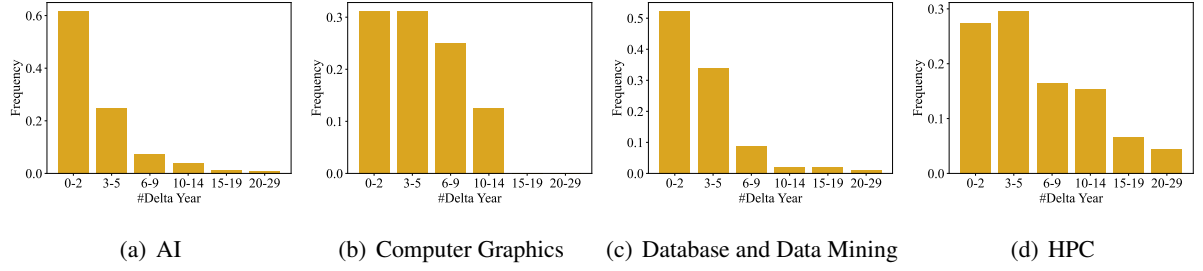 0.6
0.4
0.2
0.0
Frequency
0-2 3-5 6-9 10-14 15-19 20-29
#Delta Year
(a) AI
0.3
0.2
0.1
0.0
Frequency
0-2 3-5 6-9 10-14 15-19 20-29
#Delta Year
(b) Computer Graphics
0.5
0.4
0.3
0.2
0.1
0.0
Frequency
0-2 3-5 6-9 10-14 15-19 20-29
#Delta Year
(c) Database and Data Mining
0.3
0.2
0.1
0.0
Frequency
0-2 3-5 6-9 10-14 15-19 20-29
#Delta Year
(d) HPC